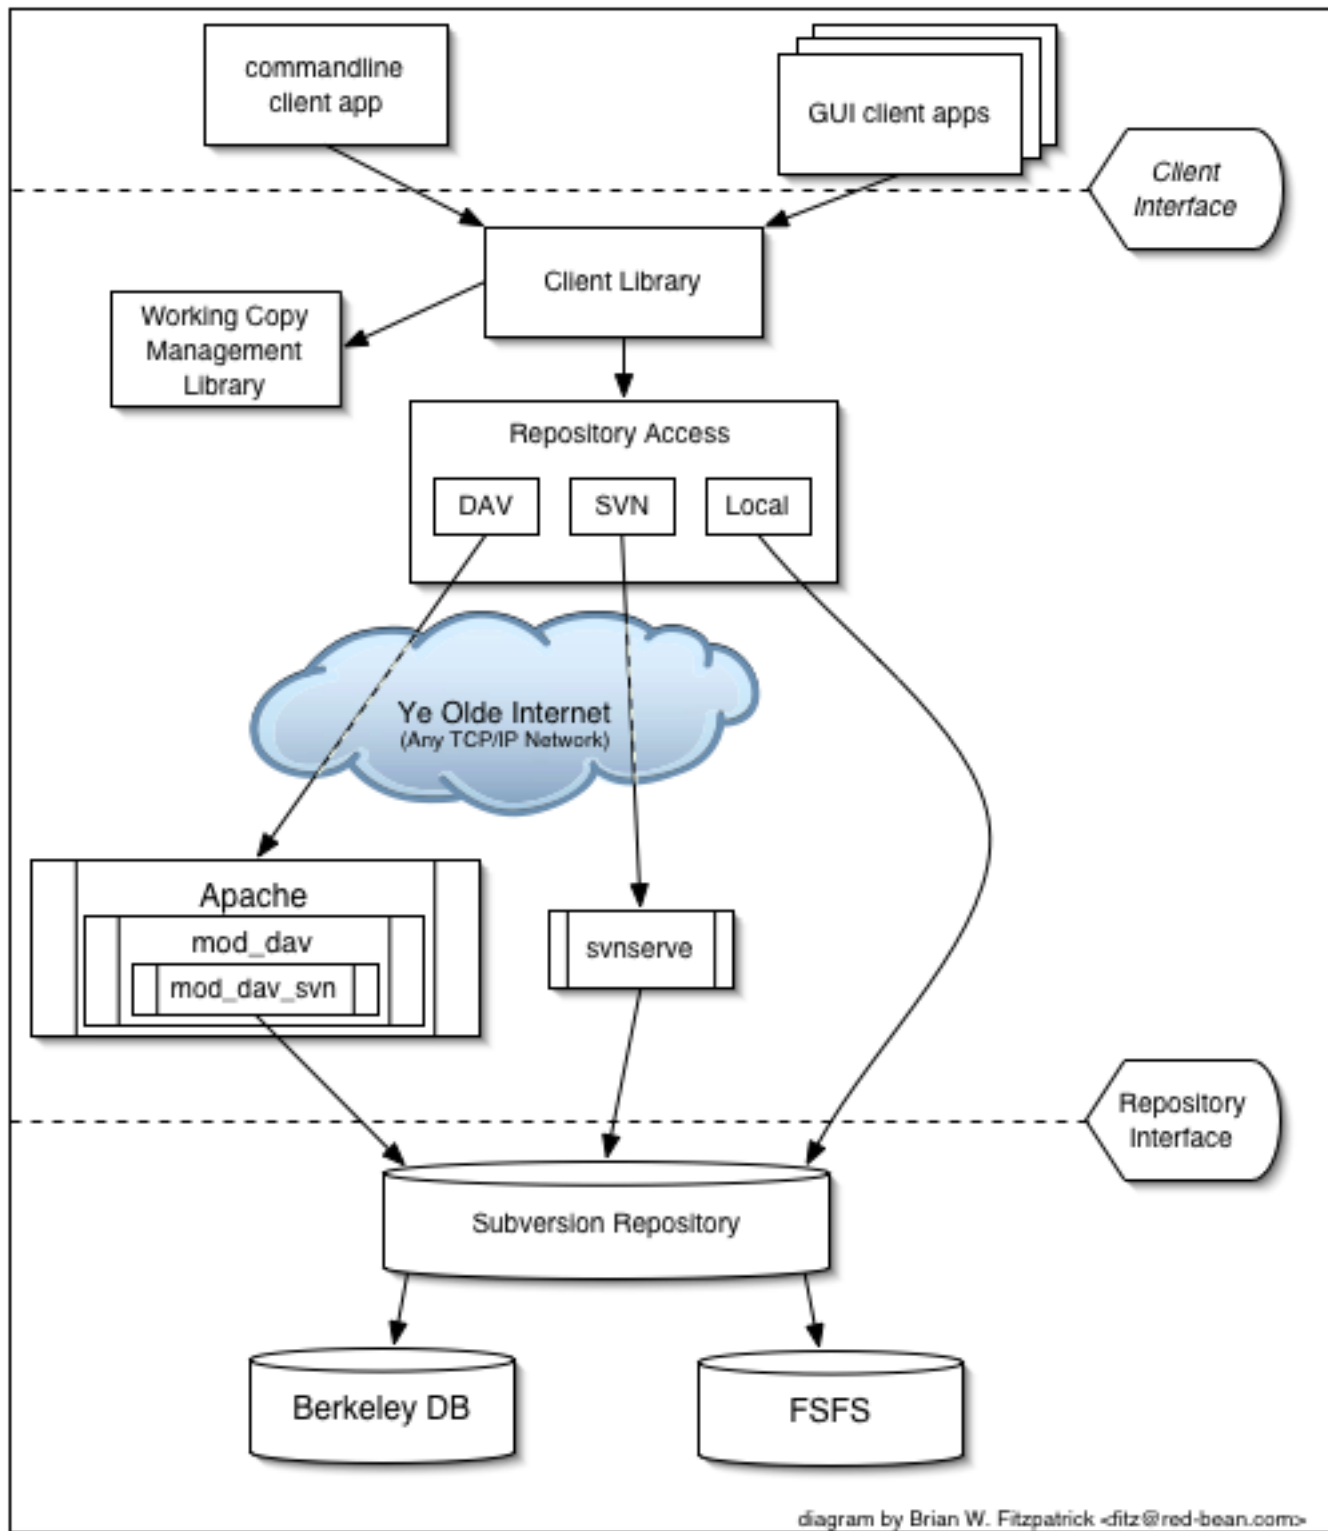 commandline
client app
GUI client apps
Client
Interface
Client Library
Working Copy
Management
Library
Repository Access
DAV
SVN
Local
Ye Olde Internet
(Any TCP/IP Network)
Apache
mod_dav
mod_dav_svn
svnserve
Repository
Interface
Subversion Repository
Berkeley DB
FSFS
diagram by Brian W. Fitzpatrick <fitz@red-bean.com>